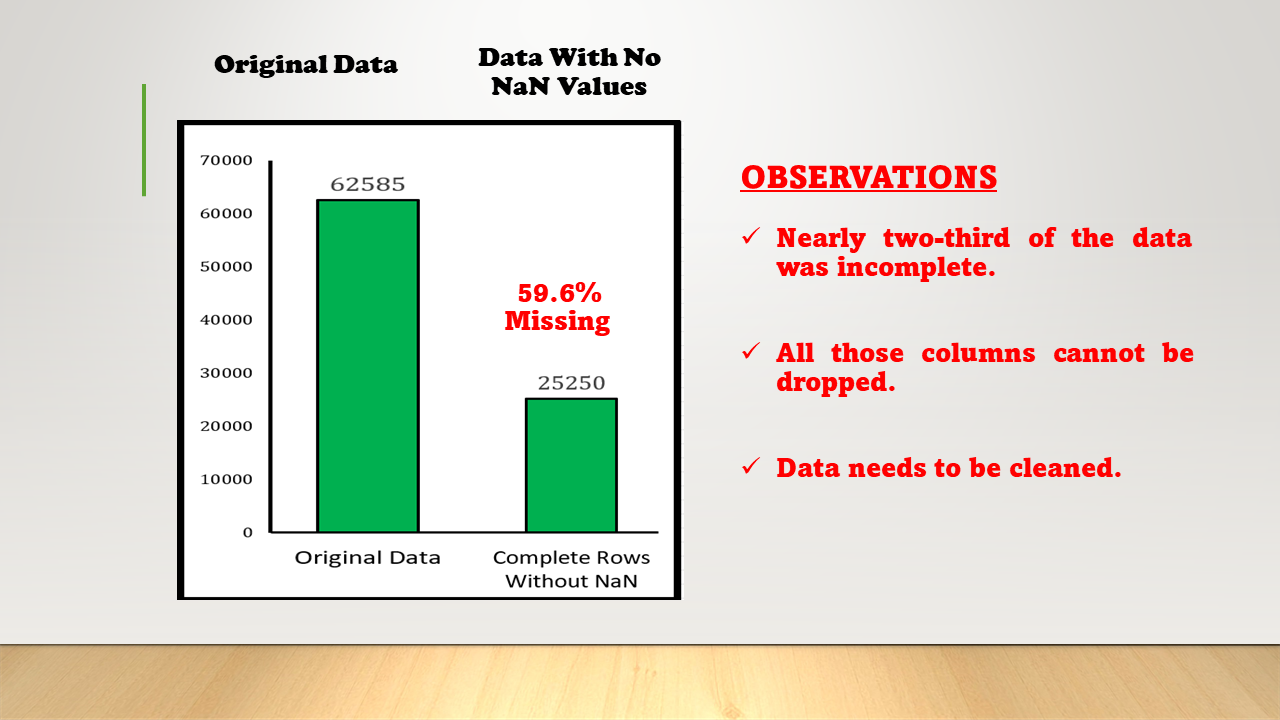 Original Data
Data With No
NaN Values
70000
60000
50000
40000
30000
20000
10000
0
62585
59.6%
Missing
25250
Original Data
Complete Rows
Without NaN
OBSERVATIONS
✓ Nearly two-third of the data
was incomplete.
✓ All those columns cannot be
dropped.
✓ Data needs to be cleaned.